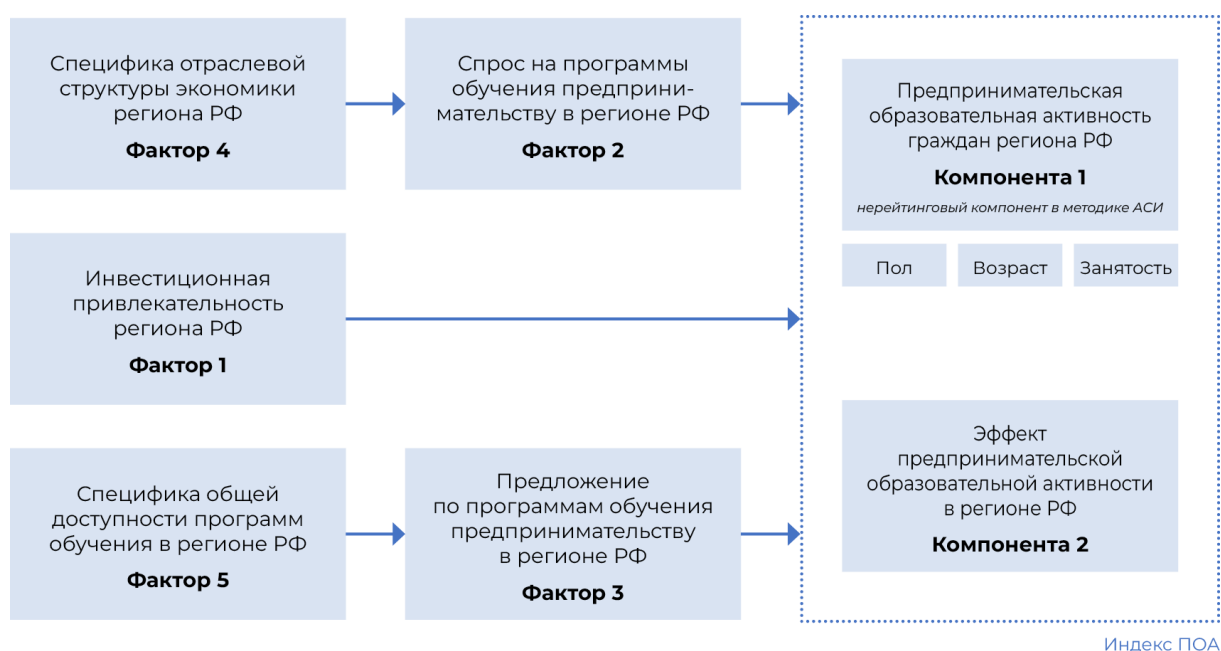 Специфика отраслевой
структуры экономики
региона РФ
Фактор 4
Спрос на программы
обучения предприни-
мательству в регионе РФ
Фактор 2
Предпринимательская
образовательная активность
граждан региона РФ
Компонента 1
нерейтинговый компонент в методике АСИ
Пол
Возраст
Занятость
Инвестиционная
привлекательность
региона РФ
Фактор 1
Специфика общей
доступности программ
обучения в регионе РФ
Фактор 5
Предложение
по программам обучения
предпринимательству
в регионе РФ
Фактор 3
Эффект
предпринимательской
образовательной активности
в регионе РФ
Компонента 2
Индекс ПОА